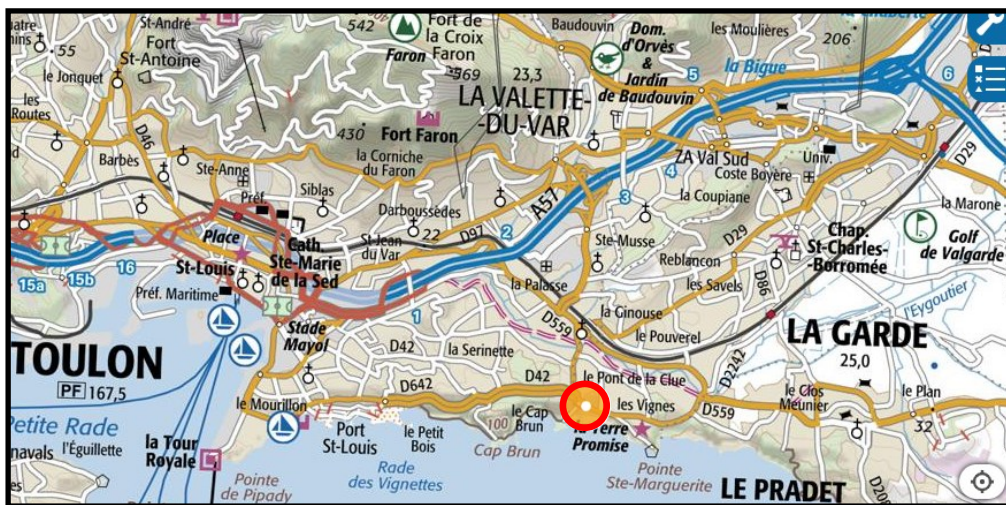 St-André
542
Fort de
la Croix
Faron
Baudouvin
les Moulières
206
Fort
St-Antoine
55
le Jonquet
Faron
569
23,3
Dom.
d'Orvès
&
Jardin
de Baudouvin
la Bigue
5
6
les
Routes
D46
430
Fort Faron
LA VALETTE-
-DU-VAR
Barbès
Ste-Anne
la Corniche
du Faron
ZA Val Sud
4
Univ.
Coste Boyère
D29
Préf.
Siblas
3
A57
la Coupiane
la Marone
Darboussèdes
22
D97
2
Ste-Musse
D29
Golf
de Valgarde
Place
Cath.
Ste-Marie
de la Sed
St-Jean
du Var
Reblancon
Chap.
St-Charles-
Borromée
15a
15b
16
St-Louis
la Palasse
les Savels
D86
Préf. Maritime
1
la Ginouse
l'Eygoutier
Stade
Mayol
D559
le Pouverel
LA GARDE
TOULON
D42
la Serinette
D2242
25,0
PF 167,5
D642
D42
le Pont de la Clue
le Clos
Meunier
le Plan
le Mourillon
le Cap
Brun
les Vignes
D559
32
Petite Rade
Port
St-Louis
le Petit
Bois
100
la Terre
Promise
l'Éguillette
la Tour
Royale
Cap Brun
Pointe
de Pipady
Rade
des Vignettes
Pointe
Ste-Marguerite
LE PRADET